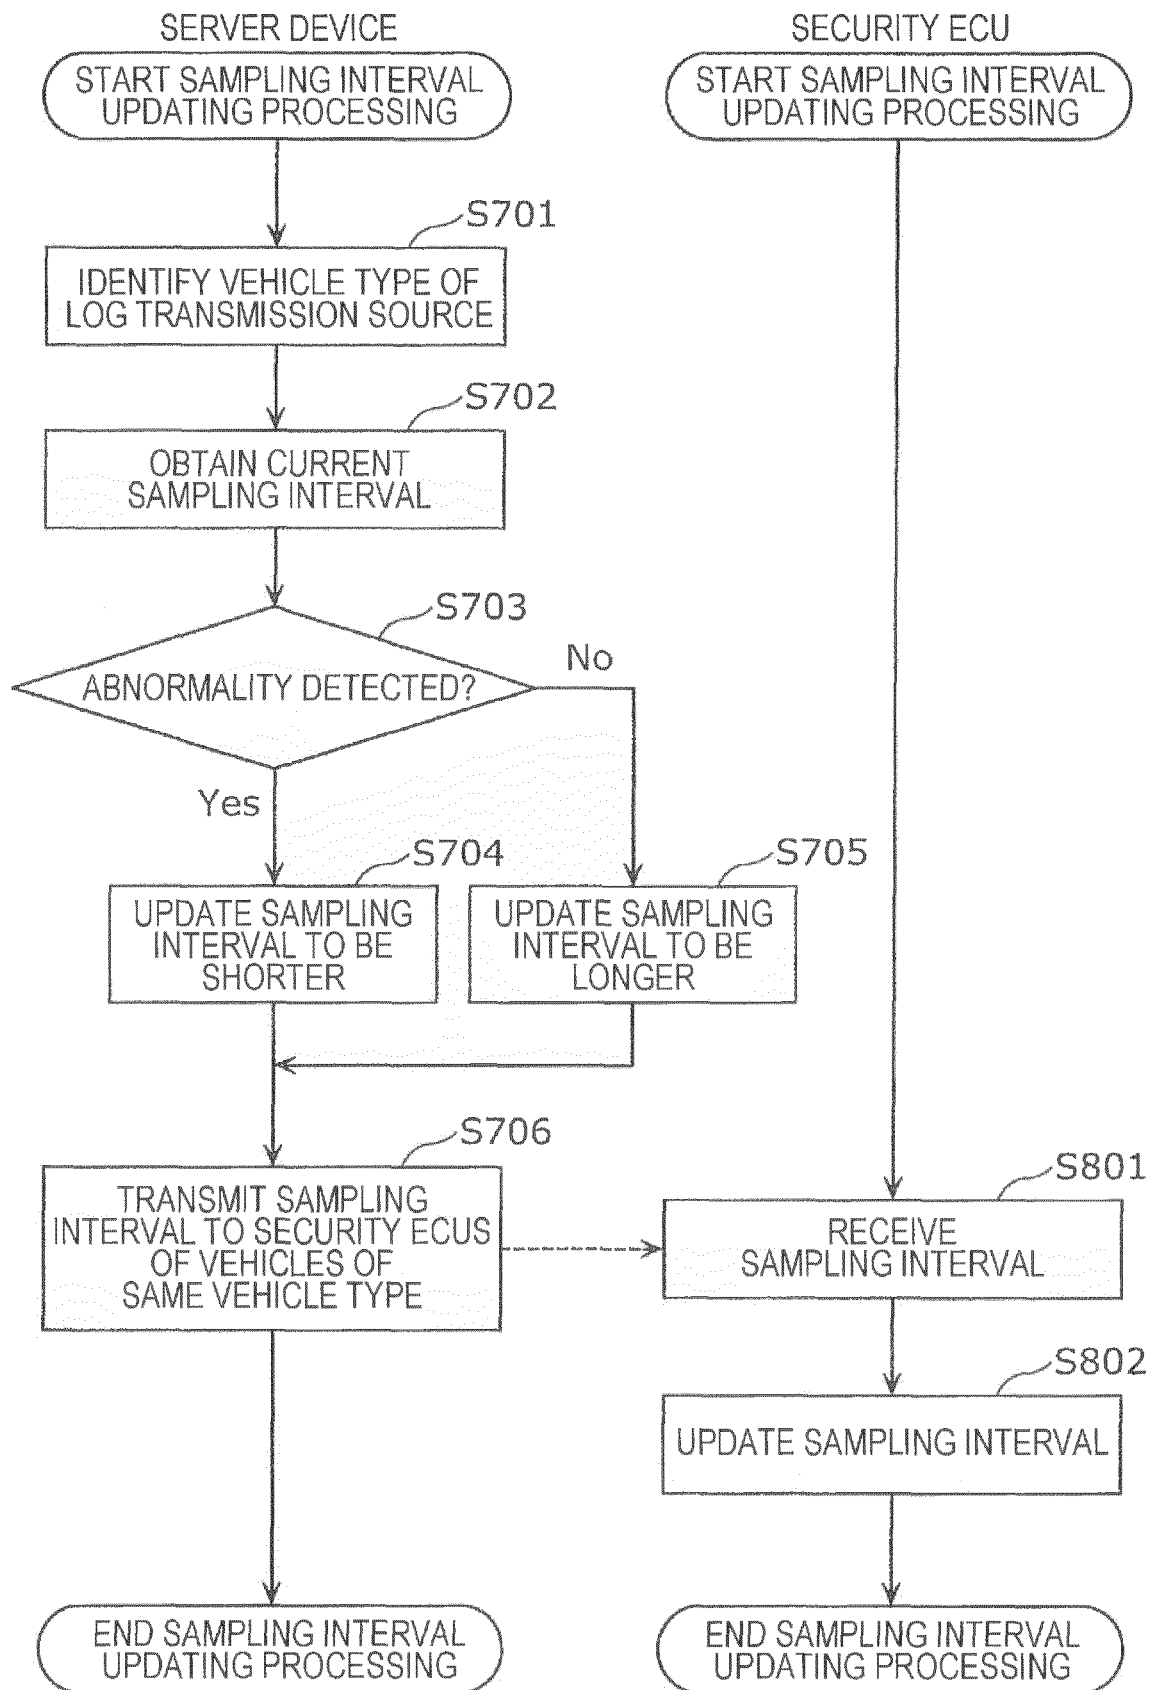 SERVER DEVICE
START SAMPLING INTERVAL
UPDATING PROCESSING
S701
IDENTIFY VEHICLE TYPE OF
LOG TRANSMISSION SOURCE
S702
OBTAIN CURRENT
SAMPLING INTERVAL
S703
ABNORMALITY DETECTED?
No
Yes
S704
UPDATE SAMPLING
INTERVAL TO BE
SHORTER
S705
UPDATE SAMPLING
INTERVAL TO BE
LONGER
S706
TRANSMIT SAMPLING
INTERVAL TO SECURITY ECUS
OF VEHICLES OF
SAME VEHICLE TYPE
END SAMPLING INTERVAL
UPDATING PROCESSING
SECURITY ECU
START SAMPLING INTERVAL
UPDATING PROCESSING
S801
RECEIVE
SAMPLING INTERVAL
S802
UPDATE SAMPLING INTERVAL
END SAMPLING INTERVAL
UPDATING PROCESSING